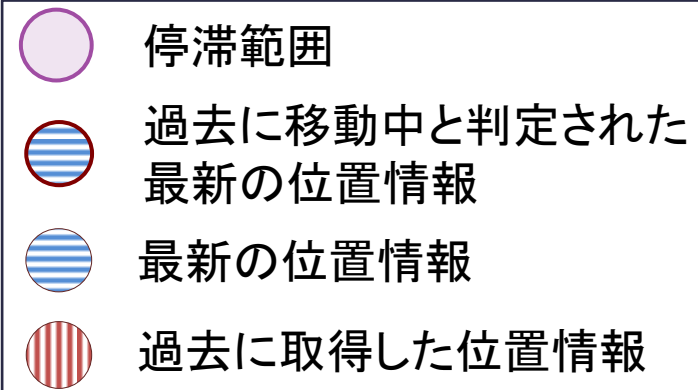 停滞範囲
過去に移動中と判定された
最新の位置情報
最新の位置情報
過去に取得した位置情報